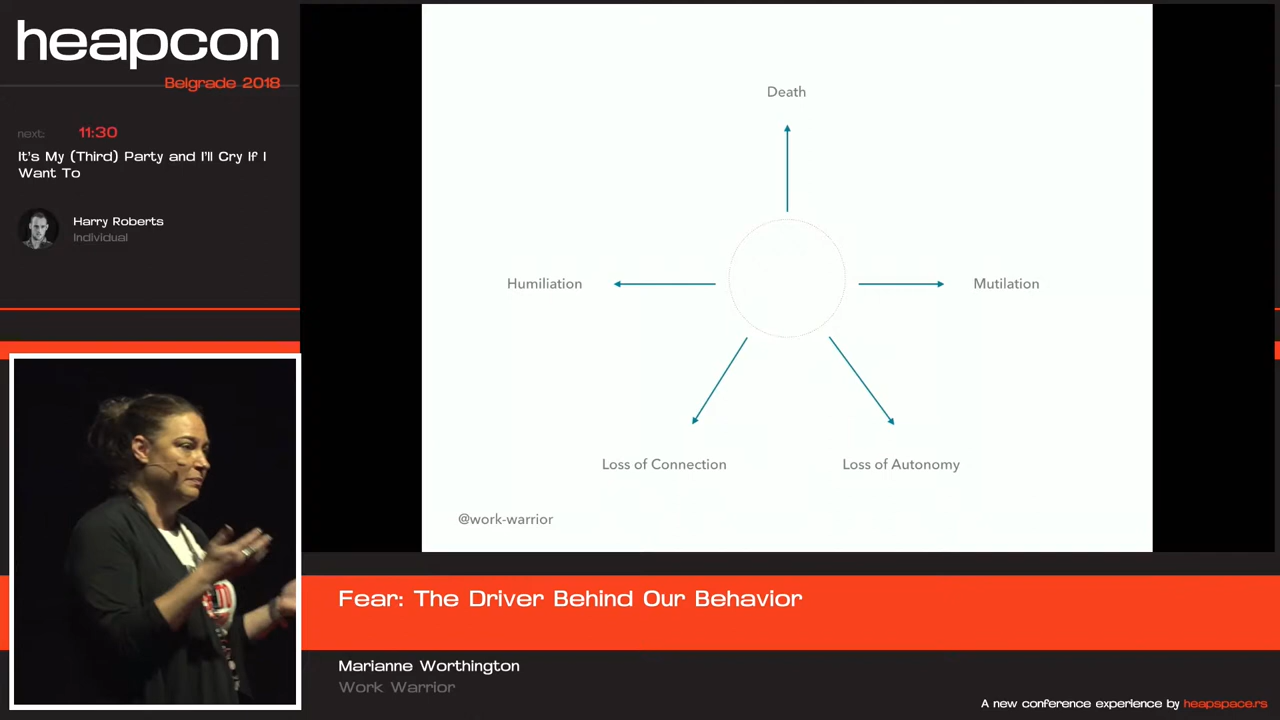 heapcon
Belgrade 2018
next: 11:30
It's My (Third) Party and I'll Cry If I
Want To
Harry Roberts
Individual
Death
Humiliation
Mutilation
Loss of Connection
Loss of Autonomy
@work-warrior
Fear: The Driver Behind Our Behavior
Marianne Worthington
Work Warrior
A new conference experience by heapspace.rs